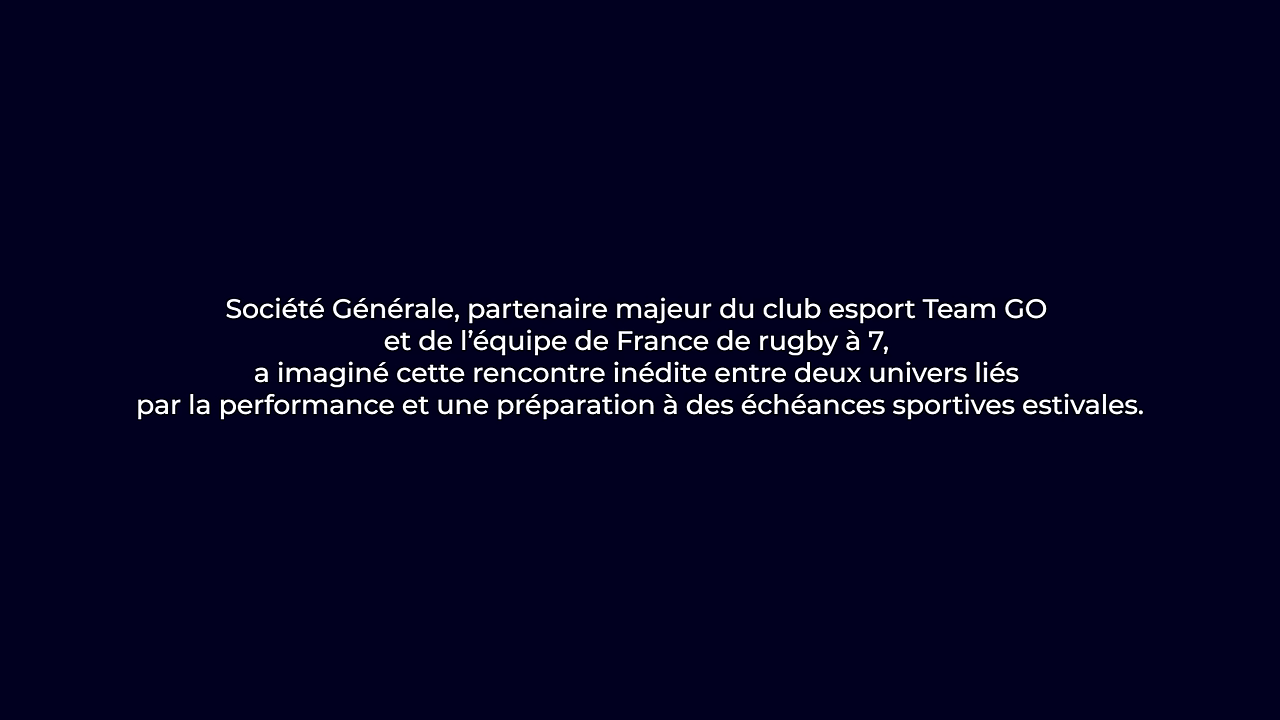 Société Générale, partenaire majeur du club esport Team GO
et de l’équipe de France de rugby à 7,
a imaginé cette rencontre inédite entre deux univers liés
par la performance et une préparation à des échéances sportives estivales.